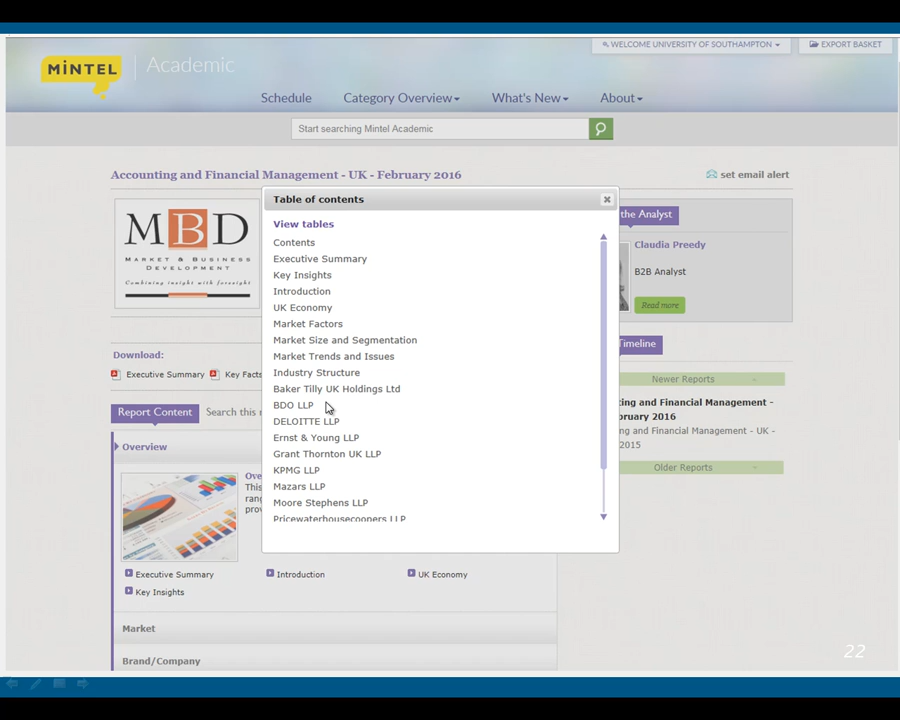 WELCOME UNIVERSITY OF SOUTHAMPTON
EXPORT BASKET
MiNTEL
Academic
Schedule
Category Overview
What's New
About
Start searching Mintel Academic
Accounting and Financial Management - UK - February 2016
set email alert
MBD
MARKET & BUSINESS
DEVELOPMENT
Combining insight with foresight
Table of contents
View tables
Contents
Executive Summary
Key Insights
Introduction
UK Economy
Market Factors
Market Size and Segmentation
Market Trends and Issues
Industry Structure
Baker Tilly UK Holdings Ltd
BDO LLP
DELOITTE LLP
Ernst & Young LLP
Grant Thornton UK LLP
KPMG LLP
Mazars LLP
Moore Stephens LLP
Pricewaterhousecoopers LLP
the Analyst
Claudia Preedy
B2B Analyst
Read more
Timeline
Newer Reports
ting and Financial Management -
bruary 2016
ng and Financial Management - UK -
2015
Older Reports
Download:
Executive Summary
Key Facts
Report Content
Search this
Overview
Ove
This
rang
prov
Executive Summary
Introduction
UK Economy
Key Insights
Market
Brand/Company
22